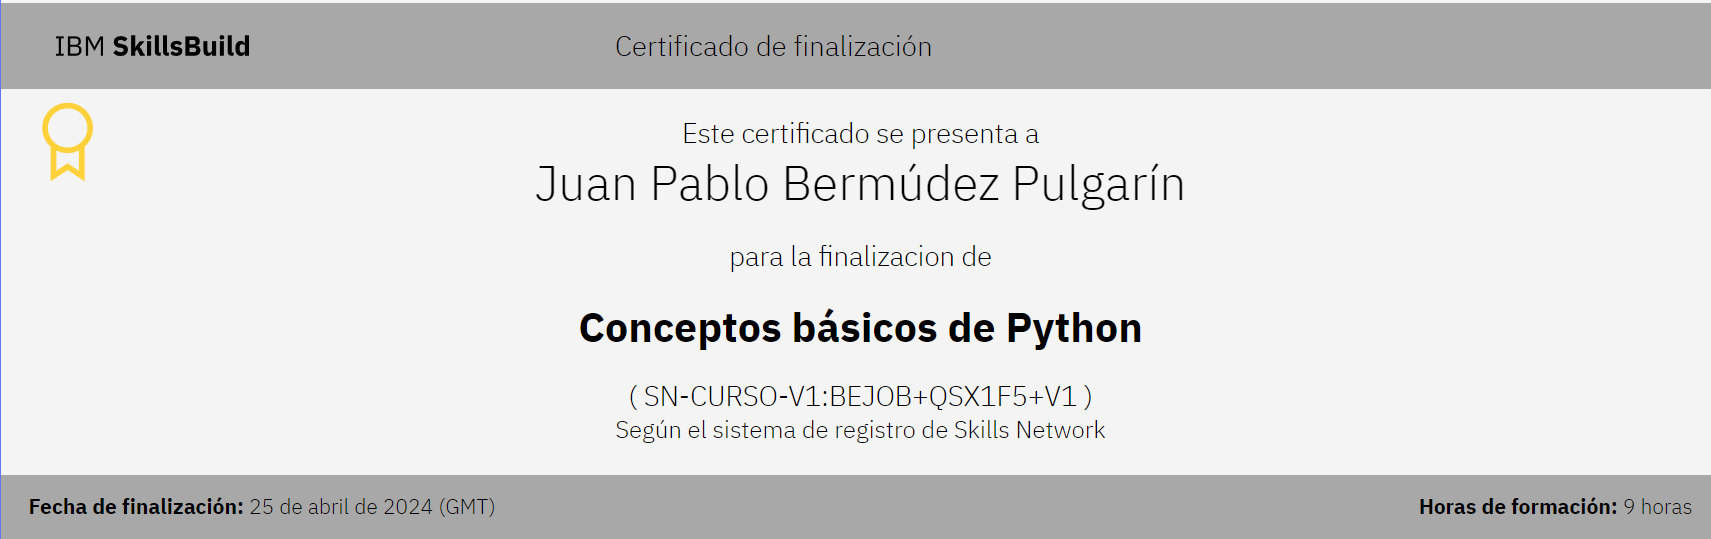 IBM SkillsBuild
Certificado de finalización
Este certificado se presenta a
Juan Pablo Bermúdez Pulgarín
para la finalizacion de
Conceptos básicos de Python
( SN-CURSO-V1:BEJOB+QSX1F5+V1 )
Según el sistema de registro de Skills Network
Fecha de finalización: 25 de abril de 2024 (GMT)
Horas de formación: 9 horas